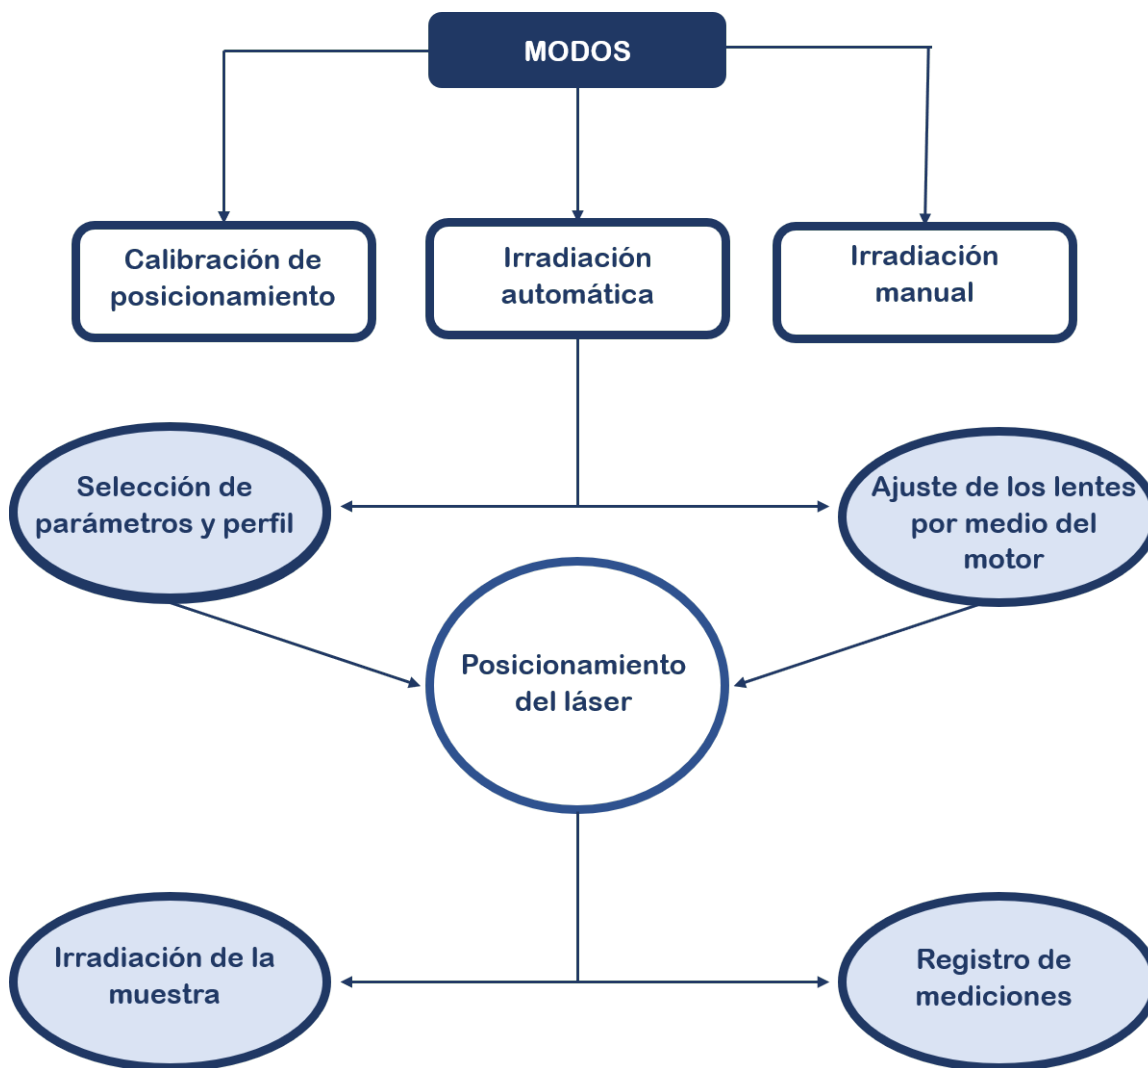 MODOS
Calibración de
posicionamiento
Irradiación
automática
Irradiación
manual
Selección de
parámetros y perfil
Ajuste de los lentes
por medio del
motor
Posicionamiento
del láser
Irradiación de la
muestra
Registro de
mediciones